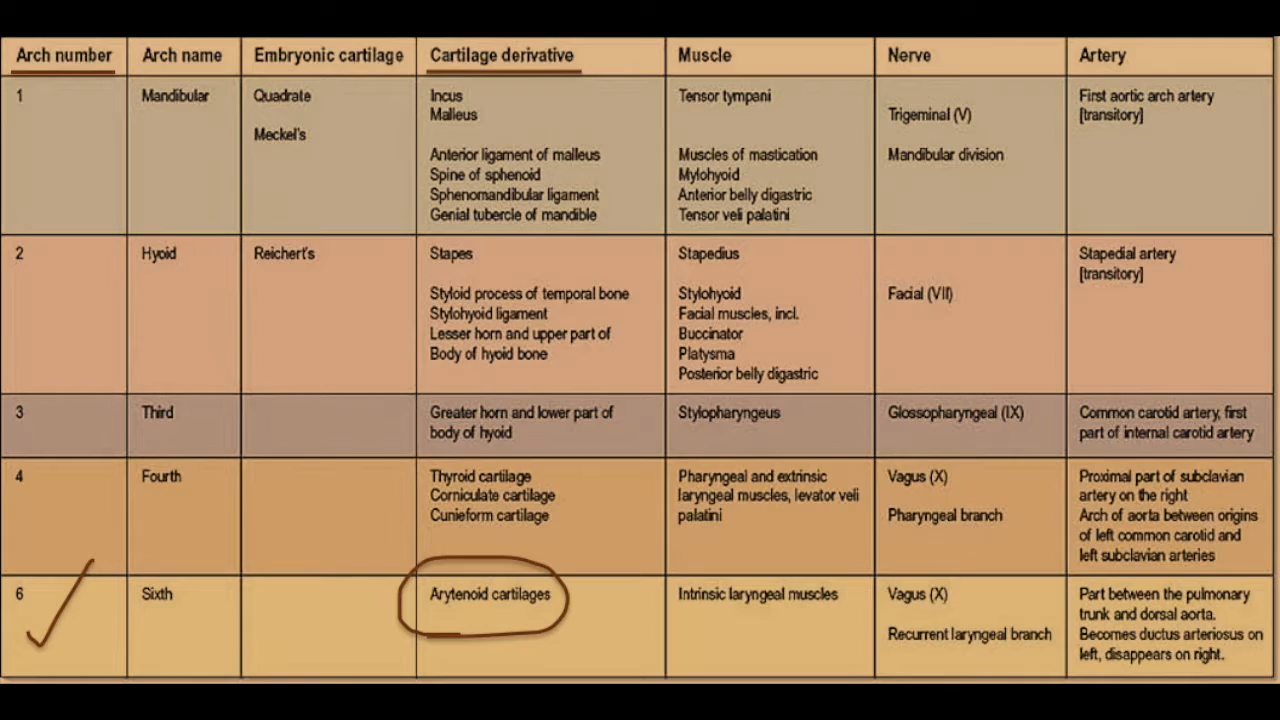 Arch number Arch name Embryonic cartilage Cartilage derivative Muscle Nerve Artery
1 Mandibular Quadrate Incus Tensor tympani First aortic arch artery
Malleus Trigeminal (V) [transitory]
Meckel's
Anterior ligament of malleus Muscles of mastication Mandibular division
Spine of sphenoid Mylohyoid
Sphenomandibular ligament Anterior belly digastric
Genial tubercle of mandible Tensor veli palatini
2 Hyoid Reichert's Stapes Stapedius Stapedial artery
[transitory]
Styloid process of temporal bone Stylohyoid Facial (VII)
Stylohyoid ligament Facial muscles, incl.
Lesser horn and upper part of Buccinator
Body of hyoid bone Platysma
Posterior belly digastric
3 Third Greater horn and lower part of Stylopharyngeus Glossopharyngeal (IX) Common carotid artery, first
body of hyoid part of internal carotid artery
4 Fourth Thyroid cartilage Pharyngeal and extrinsic Vagus (X) Proximal part of subclavian
Corniculate cartilage laryngeal muscles, levator veli artery on the right
Cunieform cartilage palatini Pharyngeal branch Arch of aorta between origins
of left common carotid and
left subclavian arteries
6 Sixth Arytenoid cartilages Intrinsic laryngeal muscles Vagus (X) Part between the pulmonary
trunk and dorsal aorta.
Recurrent laryngeal branch Becomes ductus arteriosus on
left, disappears on right.